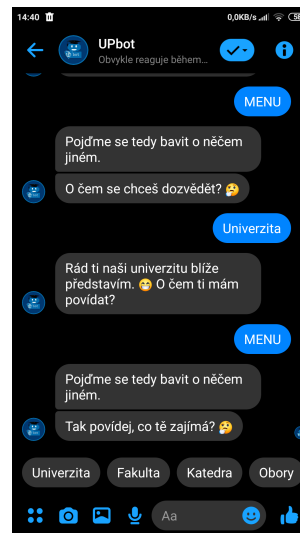 14:40
0,0KB/s
58
UPbot
Obvykle reaguje během…
MENU
Pojďme se tedy bavit o něčem
jiném.
O čem se chceš dozvědět? 🤔
Univerzita
Rád ti naši univerzitu blíže
představím. 😁 O čem ti mám
povídat?
MENU
Pojďme se tedy bavit o něčem
jiném.
Tak povídej, co tě zajímá? 🤔
Univerzita
Fakulta
Katedra
Obory
Aa